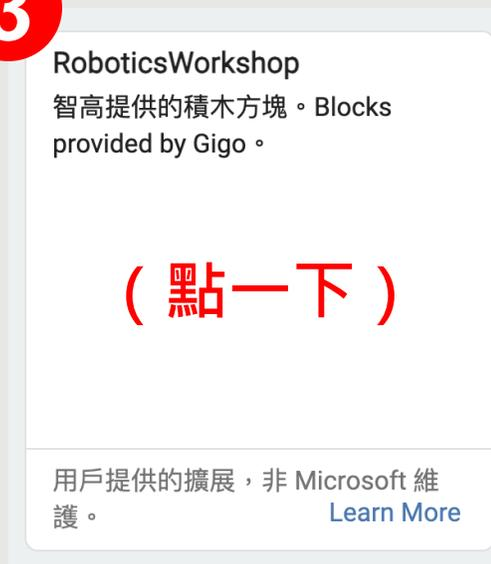 3
RoboticsWorkshop
智高提供的積木方塊。Blocks
provided by Gigo。
（點一下）
用戶提供的擴展，非 Microsoft 維
護。
Learn More